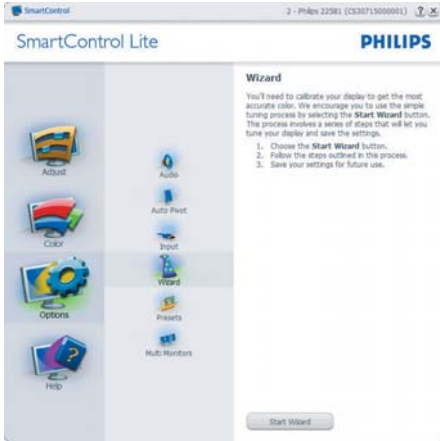 SmartControl
2 - Philips 225B1 (CS30715000001)
SmartControl Lite
PHILIPS
Adjust
Color
Options
Help
Audio
Auto Pivot
Input
Wizard
Presets
Multi Monitors
Wizard
You'll need to calibrate your display to get the most
accurate color. We encourage you to use the simple
tuning process by selecting the Start Wizard button.
This process involves a series of steps that will let you
tune your display and save the settings.
1. Choose the Start Wizard button.
2. Follow the steps outlined in this process.
3. Save your settings for future use.
Start Wizard